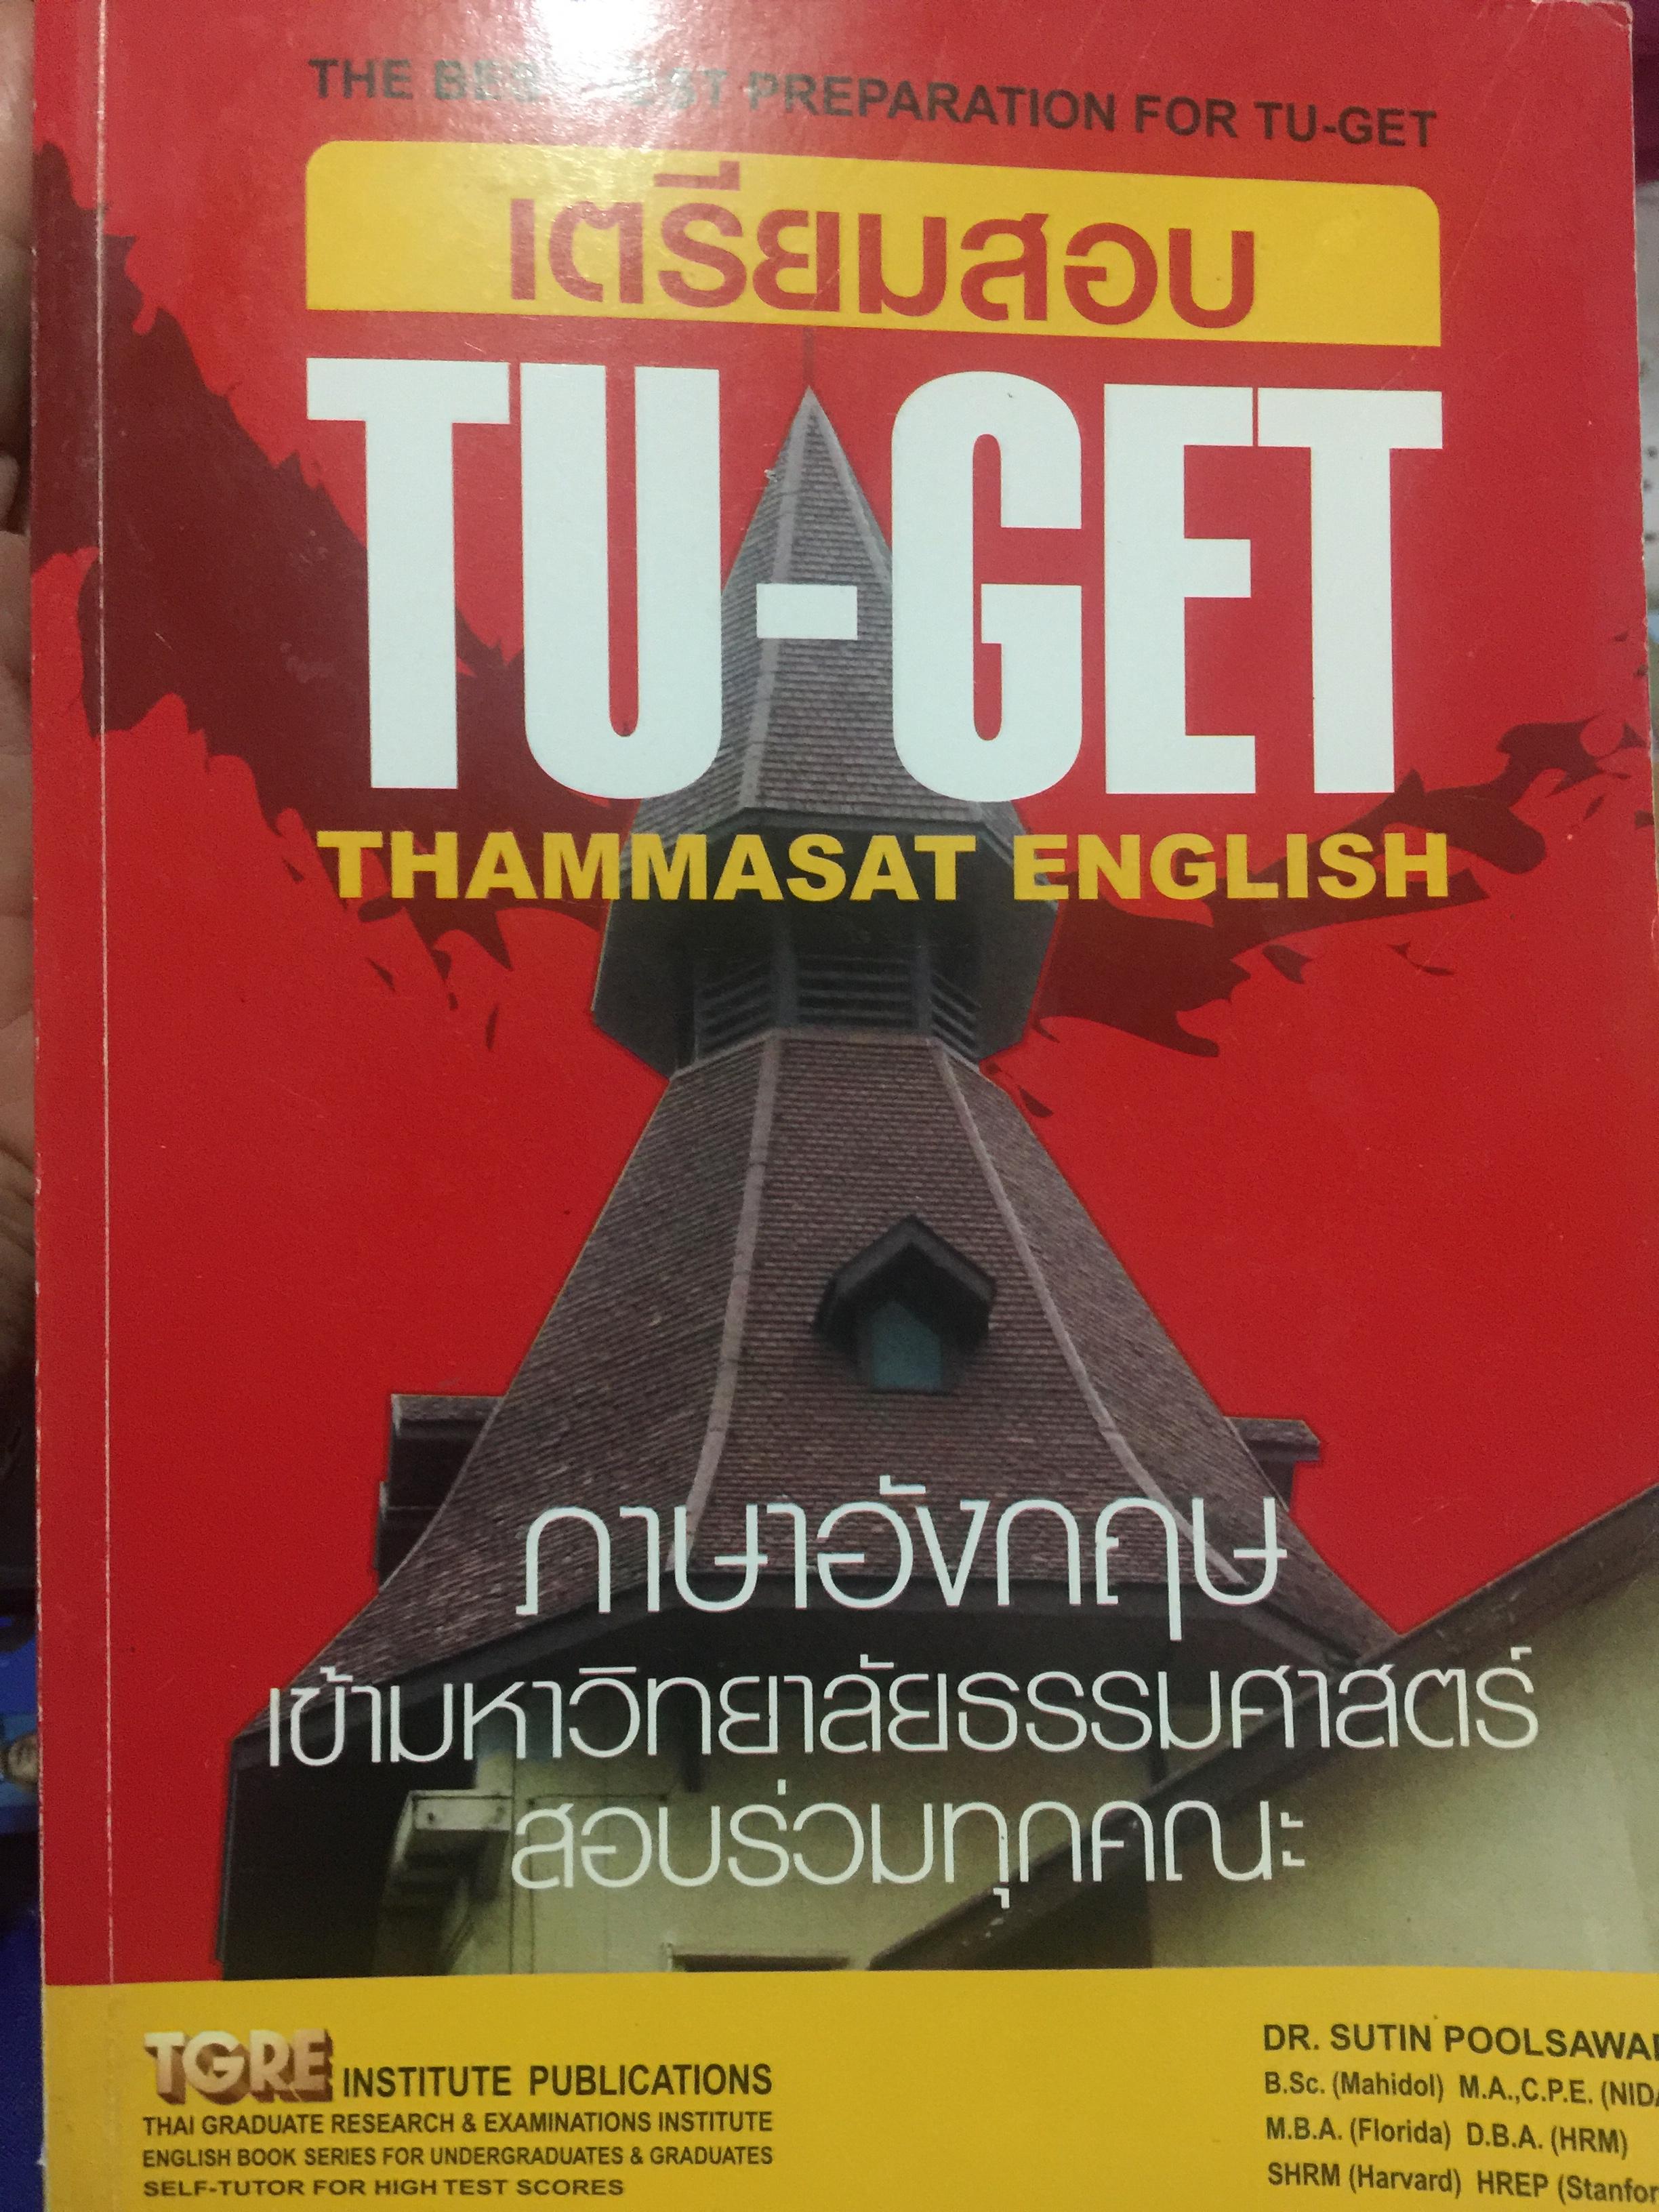 THE BEST TEST PREPARATION FOR TU-GET
เตรียมสอบ
TU-GET
THAMMASAT ENGLISH
ภาษาอังกฤษ
เข้ามหาวิทยาลัยธรรมศาสตร์
สอบร่วมทุกคณะ
TGRE INSTITUTE PUBLICATIONS
THAI GRADUATE RESEARCH & EXAMINATIONS INSTITUTE
ENGLISH BOOK SERIES FOR UNDERGRADUATES & GRADUATES
SELF-TUTOR FOR HIGH TEST SCORES
DR. SUTIN
B.Sc. (Mahidol) M.A.,C.P.E.
M.B.A. (Florida) D.B.A. (HRM)
SHRM (Harvard) HREP